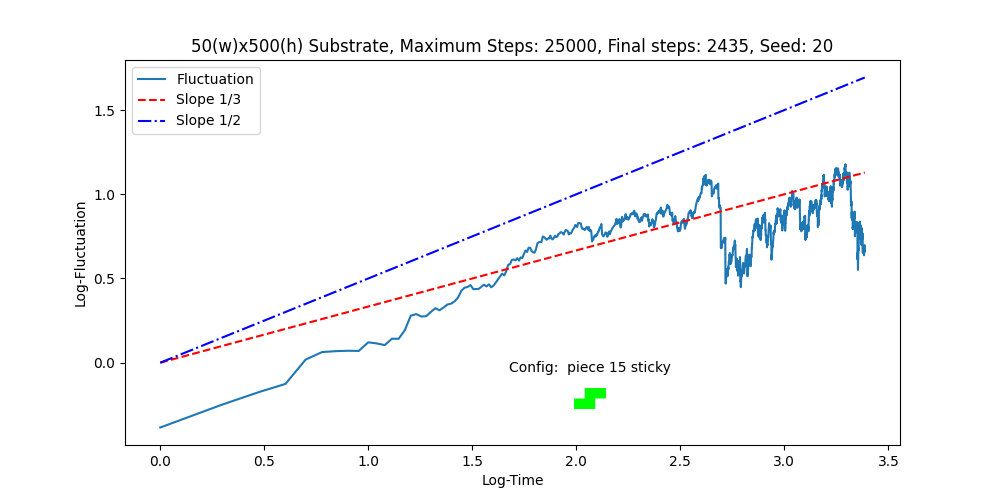 50(w)x500(h) Substrate, Maximum Steps: 25000, Final steps: 2435, Seed: 20
Fluctuation
Slope 1/3
Slope 1/2
Log-Fluctuation
1.5
1.0
0.5
0.0
Config:  piece 15 sticky
0.0 0.5 1.0 1.5 2.0 2.5 3.0 3.5
Log-Time